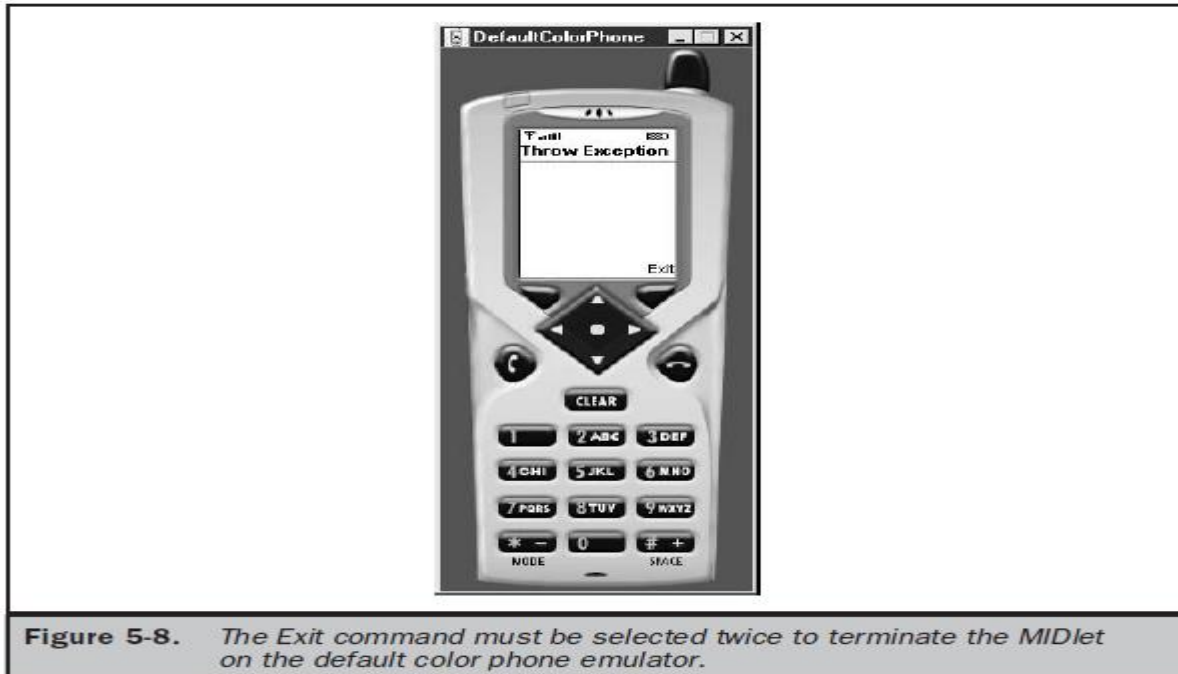 DefaultColorPhone
Throw Exception
Exit
CLEAR
1 2 ABC 3 DEF
4 GHI 5 JKL 6 MNO
7 PQRS 8 TUV 9 WXYZ
* - 0 # +
MODE SPACE
Figure 5-8. The Exit command must be selected twice to terminate the MIDlet
on the default color phone emulator.